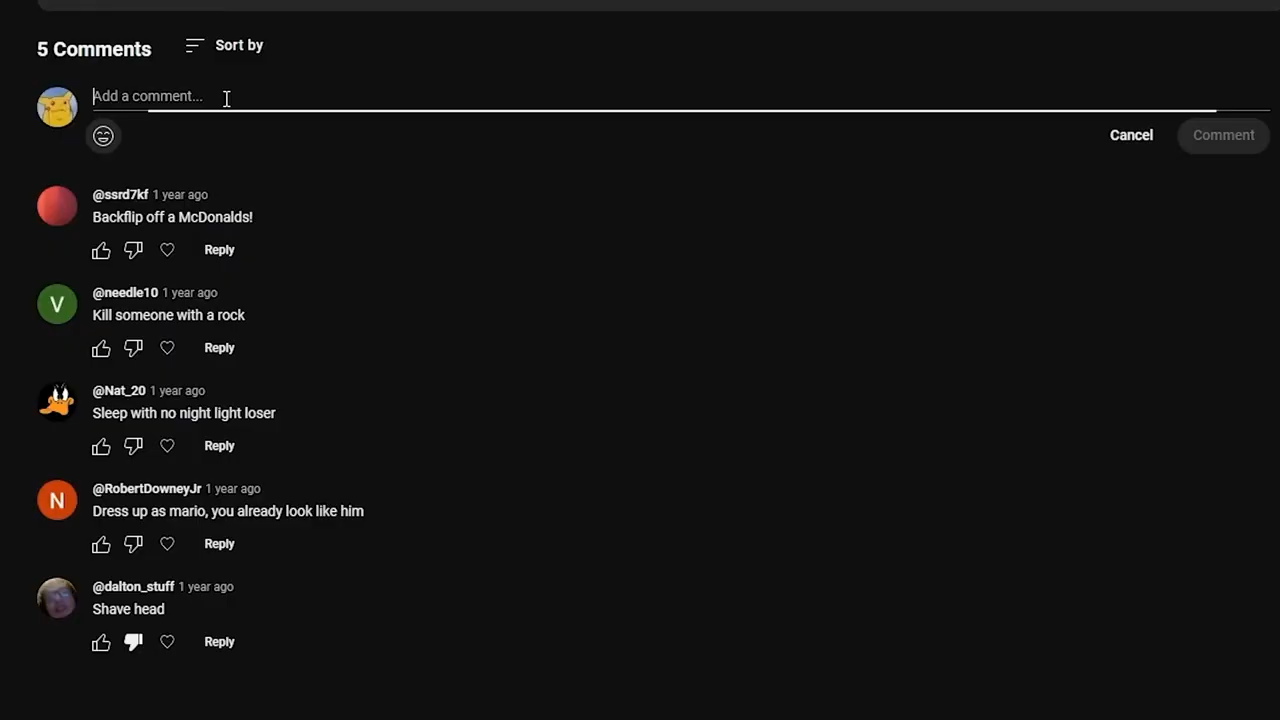 5 Comments
Sort by
Add a comment...
Cancel
Comment
@ssrd7kf 1 year ago
Backflip off a McDonalds!
Reply
V
@needle10 1 year ago
Kill someone with a rock
Reply
@Nat_20 1 year ago
Sleep with no night light loser
Reply
N
@RobertDowneyJr 1 year ago
Dress up as mario, you already look like him
Reply
@dalton_stuff 1 year ago
Shave head
Reply